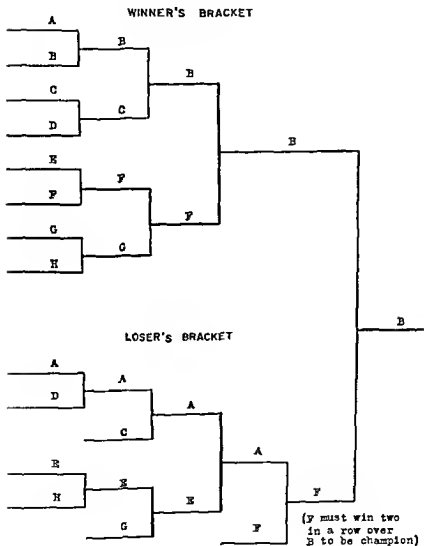 WINNER'S BRACKET
A
B
B
B
C
C
D
B
E
F
F
F
G
G
H
B
LOSER'S BRACKET
A
A
D
A
C
A
E
E
F
H
E
(F must win two
in a row over
B to be champion)
G
F